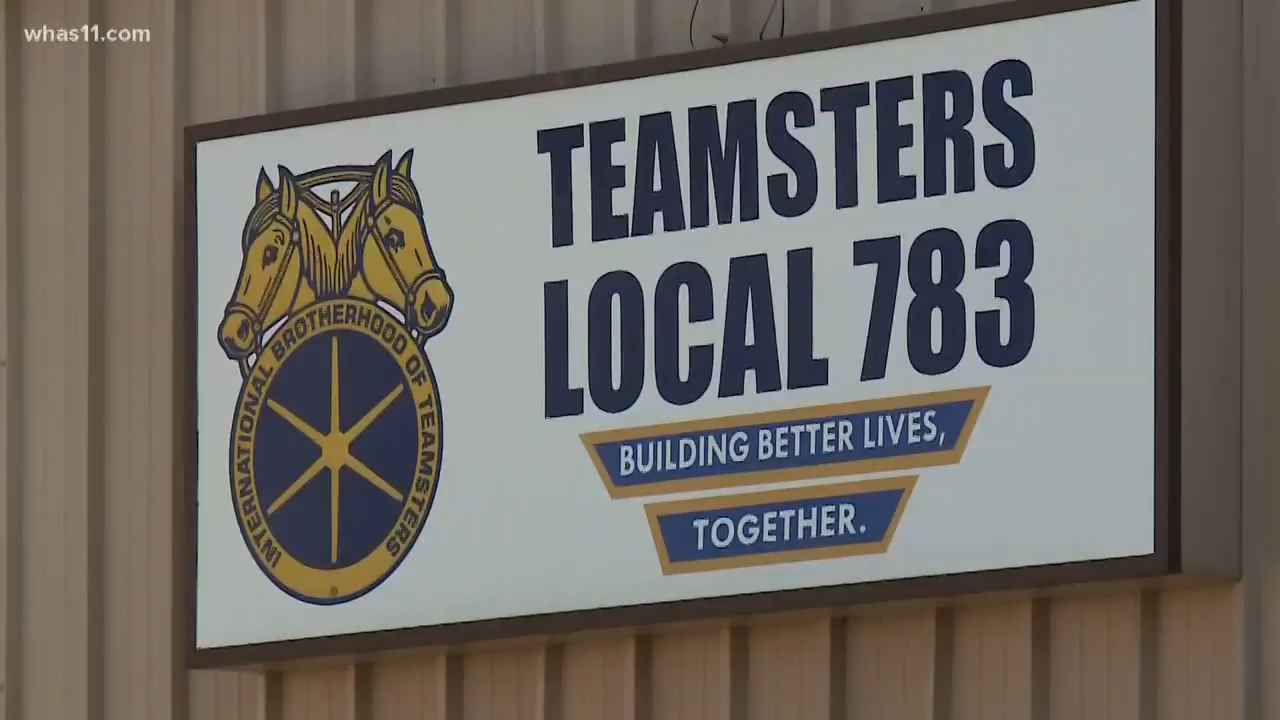 whas11.com
TEAMSTERS
LOCAL 783
BUILDING BETTER LIVES,
TOGETHER.
INTERNATIONAL BROTHERHOOD OF TEAMSTERS
®